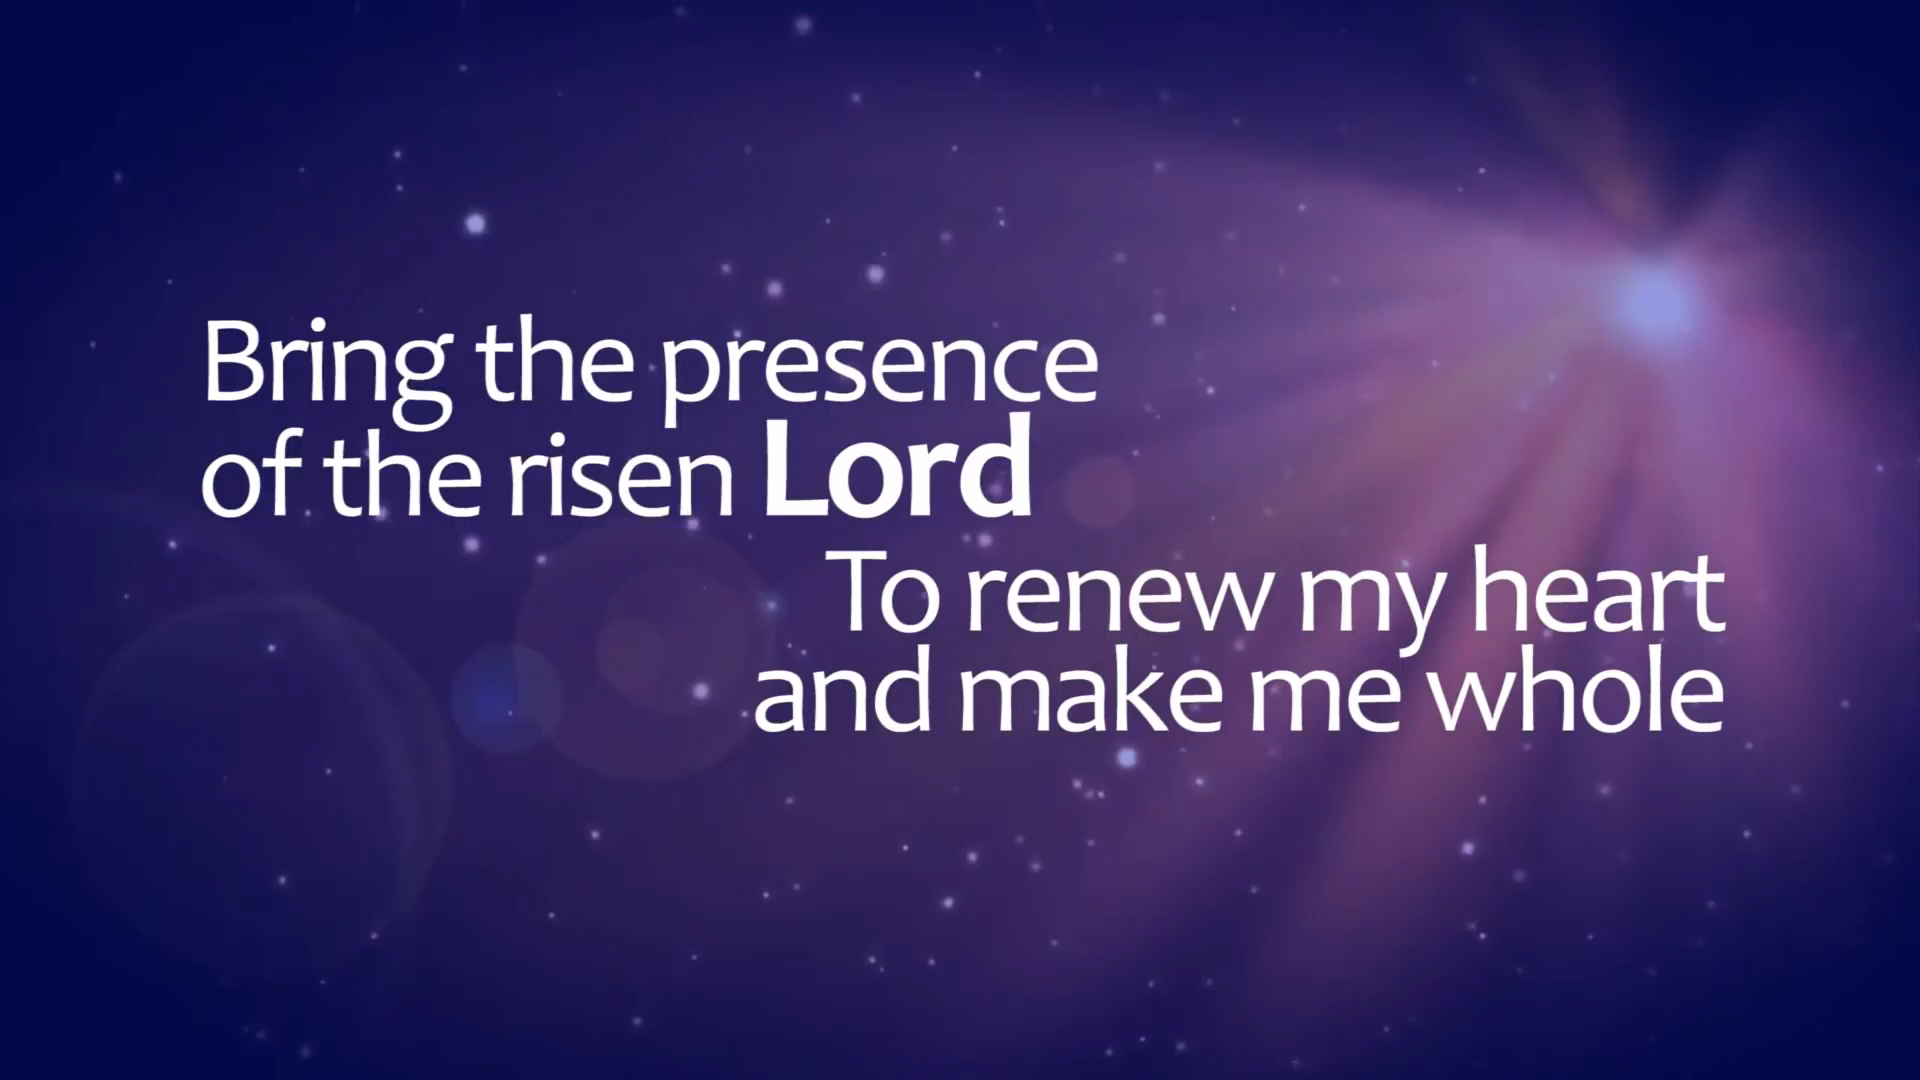 Bring the presence
of the risen Lord
To renew my heart
and make me whole